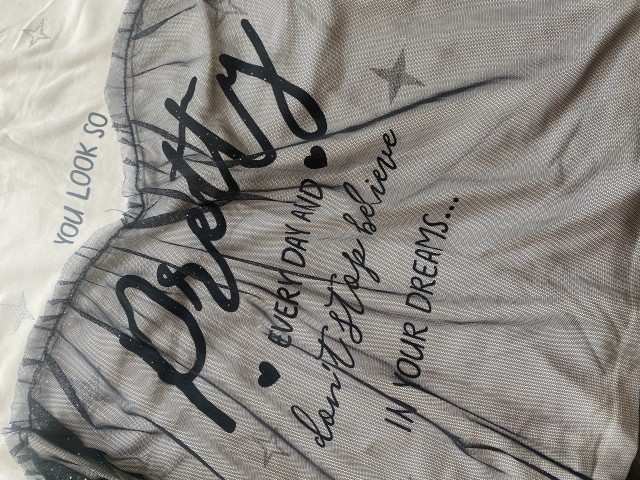 YOU LOOK SO
Pretty
EVERY DAY AND
don't stop believe
IN YOUR DREAMS...